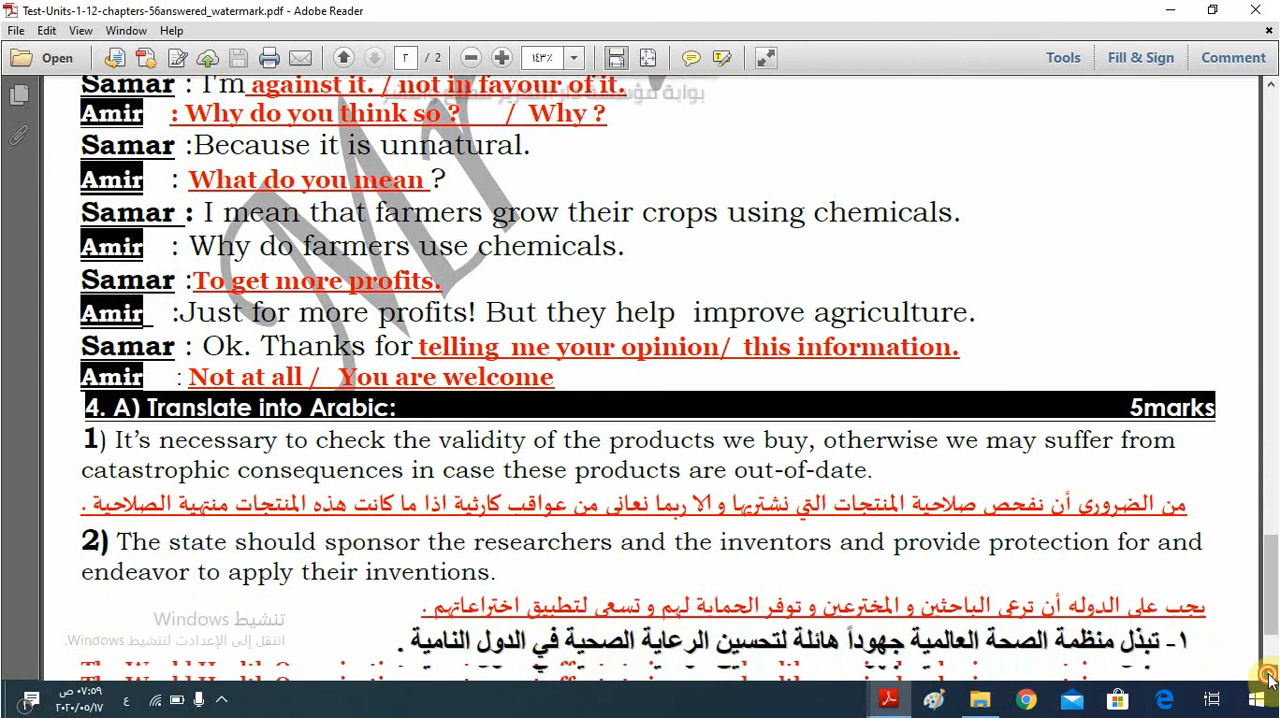 Test-Units-1-12-chapters-56answered_watermark.pdf - Adobe Reader
File Edit View Window Help
Open ٢ / 2 ١٤٣٪ Tools Fill & Sign Comment
Samar : I'm against it. / not in favour of it.
Amir : Why do you think so ? / Why ?
Samar :Because it is unnatural.
Amir : What do you mean ?
Samar : I mean that farmers grow their crops using chemicals.
Amir : Why do farmers use chemicals.
Samar :To get more profits.
Amir :Just for more profits! But they help improve agriculture.
Samar : Ok. Thanks for telling me your opinion/ this information.
Amir : Not at all / You are welcome
4. A) Translate into Arabic: 5marks
1) It's necessary to check the validity of the products we buy, otherwise we may suffer from
catastrophic consequences in case these products are out-of-date.
من الضرورى أن نفحص صلاحية المنتجات التي نشتريها و الا ربما نعانى من عواقب كارثية اذا ما كانت هذه المنتجات منتهية الصلاحية .
2) The state should sponsor the researchers and the inventors and provide protection for and
endeavor to apply their inventions.
يجب على الدوله أن ترعى الباحثين و المخترعين و توفر الحماية لهم و تسعى لتطبيق اختراعاتهم .
تنشيط Windows
انتقل إلى الإعدادات لتنشيط Windows.
١- تبذل منظمة الصحة العالمية جهوداً هائلة لتحسين الرعاية الصحية في الدول النامية .
٠٧:٥٩ ص
٢٠٢٠/٠٥/١٧
ع